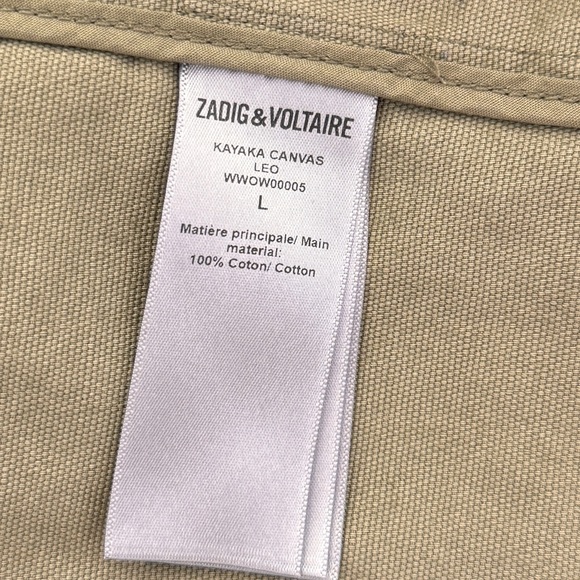 ZADIG&VOLTAIRE
KAYAKA CANVAS
LEO
WWOW00005
L
Matière principale/ Main
material:
100% Coton/ Cotton